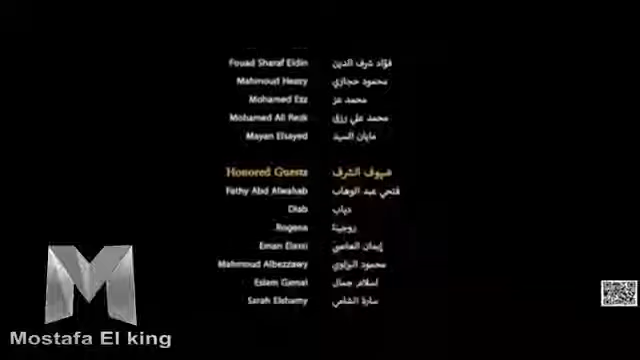 Fouad Sharaf Eldin فؤاد شرف الدين
Mahmoud Hegzy محمود حجازي
Mohamed Ezz محمد عز
Mohamed Ali Rezk محمد علي رزق
Mayan Elsayed مايان السيد
Honored Guests ضيوف الشرف
Fathy Abd Alwahab فتحي عبد الوهاب
Diab دياب
Rogena روجينا
Eman Elassi إيمان العاصي
Mahmoud Albezzawy محمود البزاوي
Eslam Gamal اسلام جمال
Sarah Elshamy سارة الشامي
M
Mostafa El king